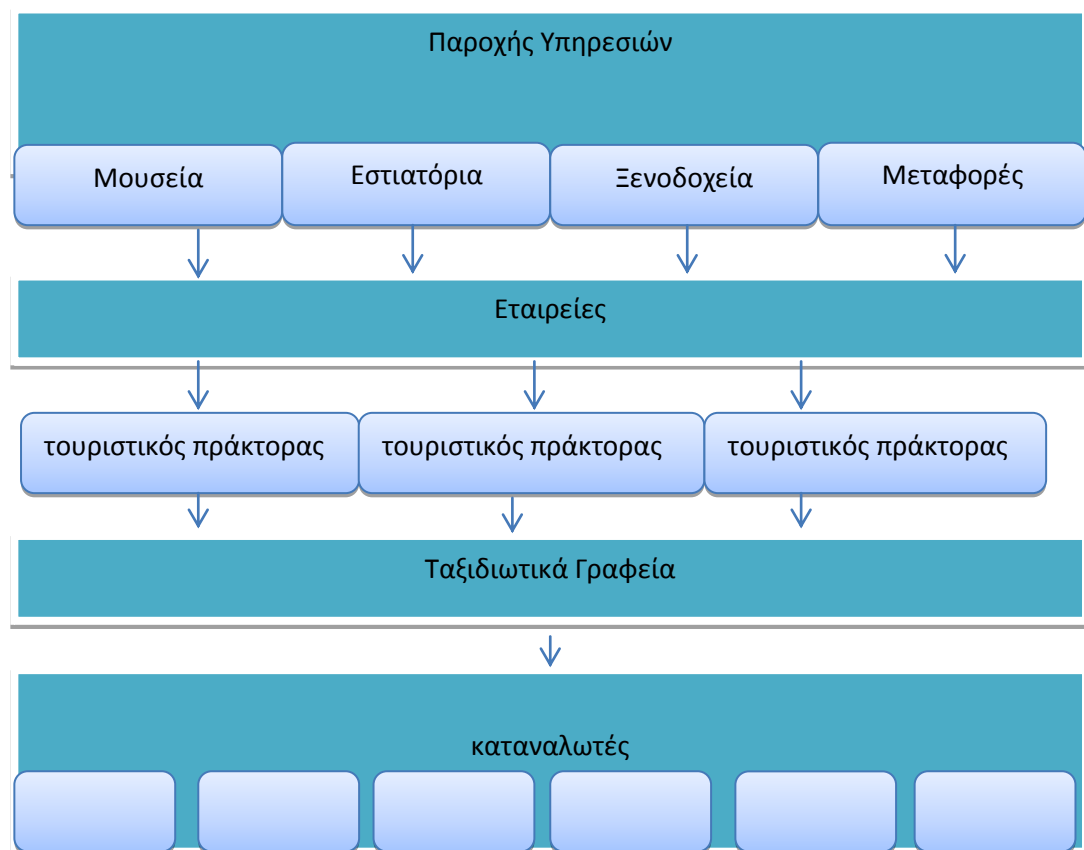 Παροχής Υπηρεσιών
Μουσεία
Εστιατόρια
Ξενοδοχεία
Μεταφορές
Εταιρείες
τουριστικός πράκτορας
τουριστικός πράκτορας
τουριστικός πράκτορας
Ταξιδιωτικά Γραφεία
καταναλωτές